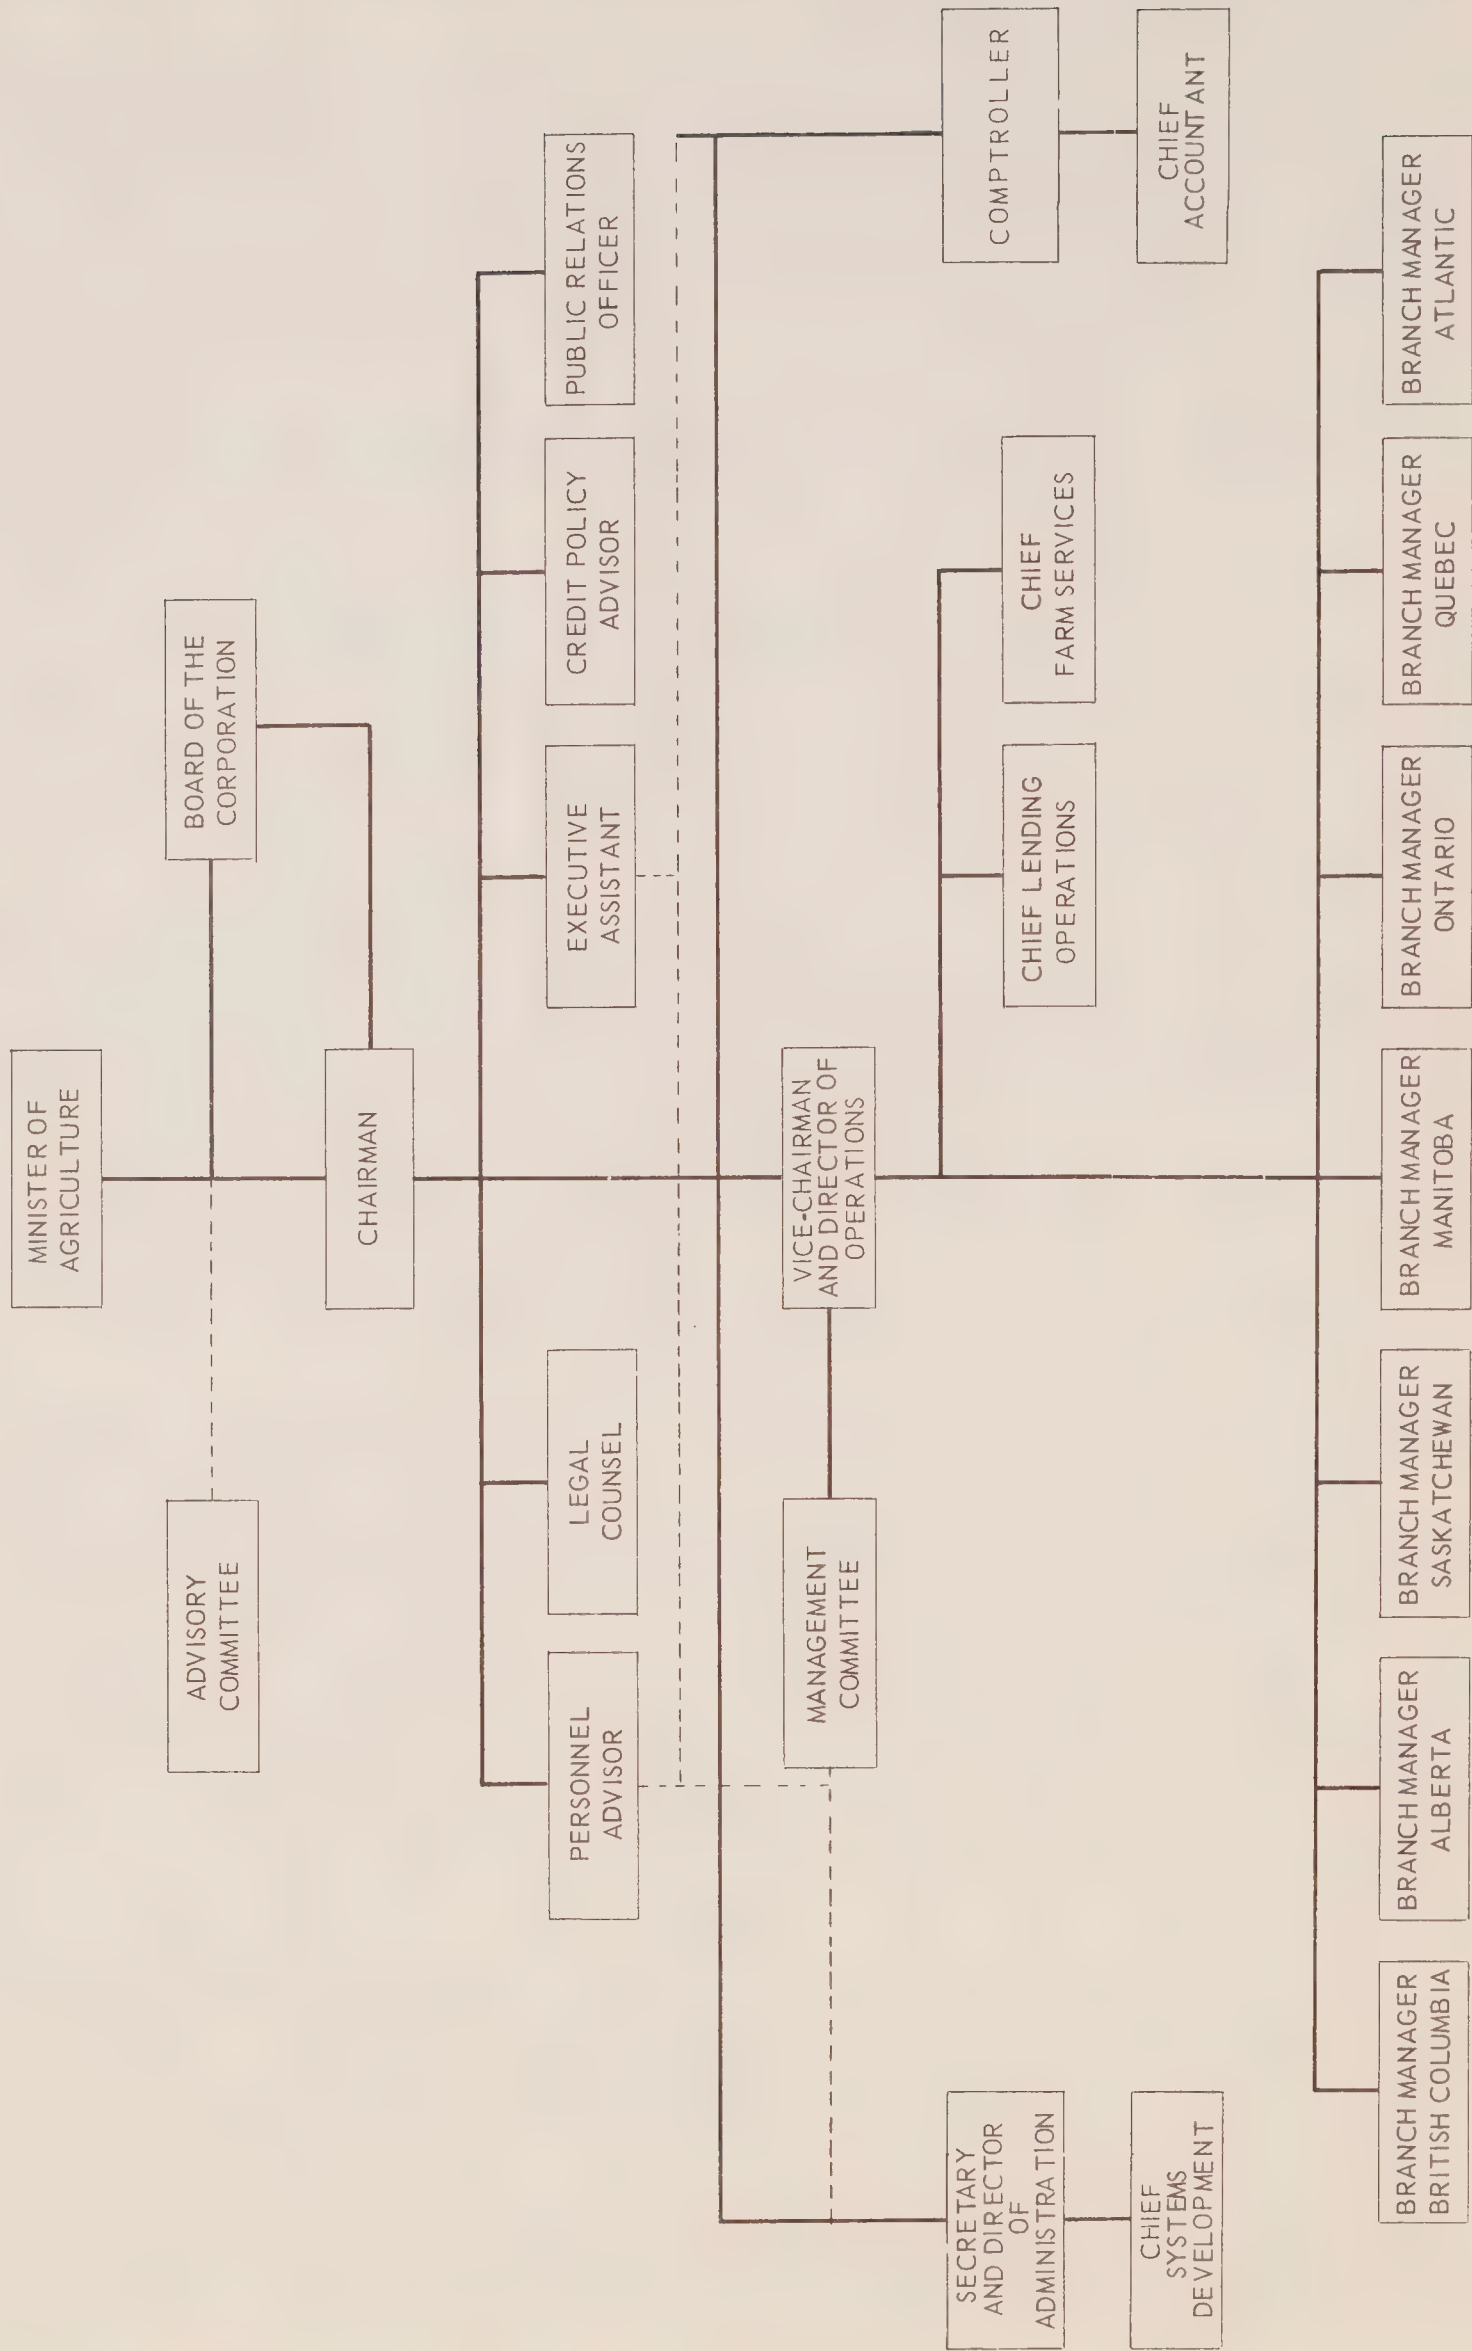 MINISTER OF
AGRICULTURE
ADVISORY
COMMITTEE
BOARD OF THE
CORPORATION
CHAIRMAN
PERSONNEL
ADVISOR
LEGAL
COUNSEL
EXECUTIVE
ASSISTANT
CREDIT POLICY
ADVISOR
PUBLIC RELATIONS
OFFICER
MANAGEMENT
COMMITTEE
VICE-CHAIRMAN
AND DIRECTOR OF
OPERATIONS
SECRETARY
AND DIRECTOR
OF
ADMINISTRATION
CHIEF LENDING
OPERATIONS
CHIEF
FARM SERVICES
COMPTROLLER
CHIEF
SYSTEMS
DEVELOPMENT
CHIEF
ACCOUNTANT
BRANCH MANAGER
BRITISH COLUMBIA
BRANCH MANAGER
ALBERTA
BRANCH MANAGER
SASKATCHEWAN
BRANCH MANAGER
MANITOBA
BRANCH MANAGER
ONTARIO
BRANCH MANAGER
QUEBEC
BRANCH MANAGER
ATLANTIC